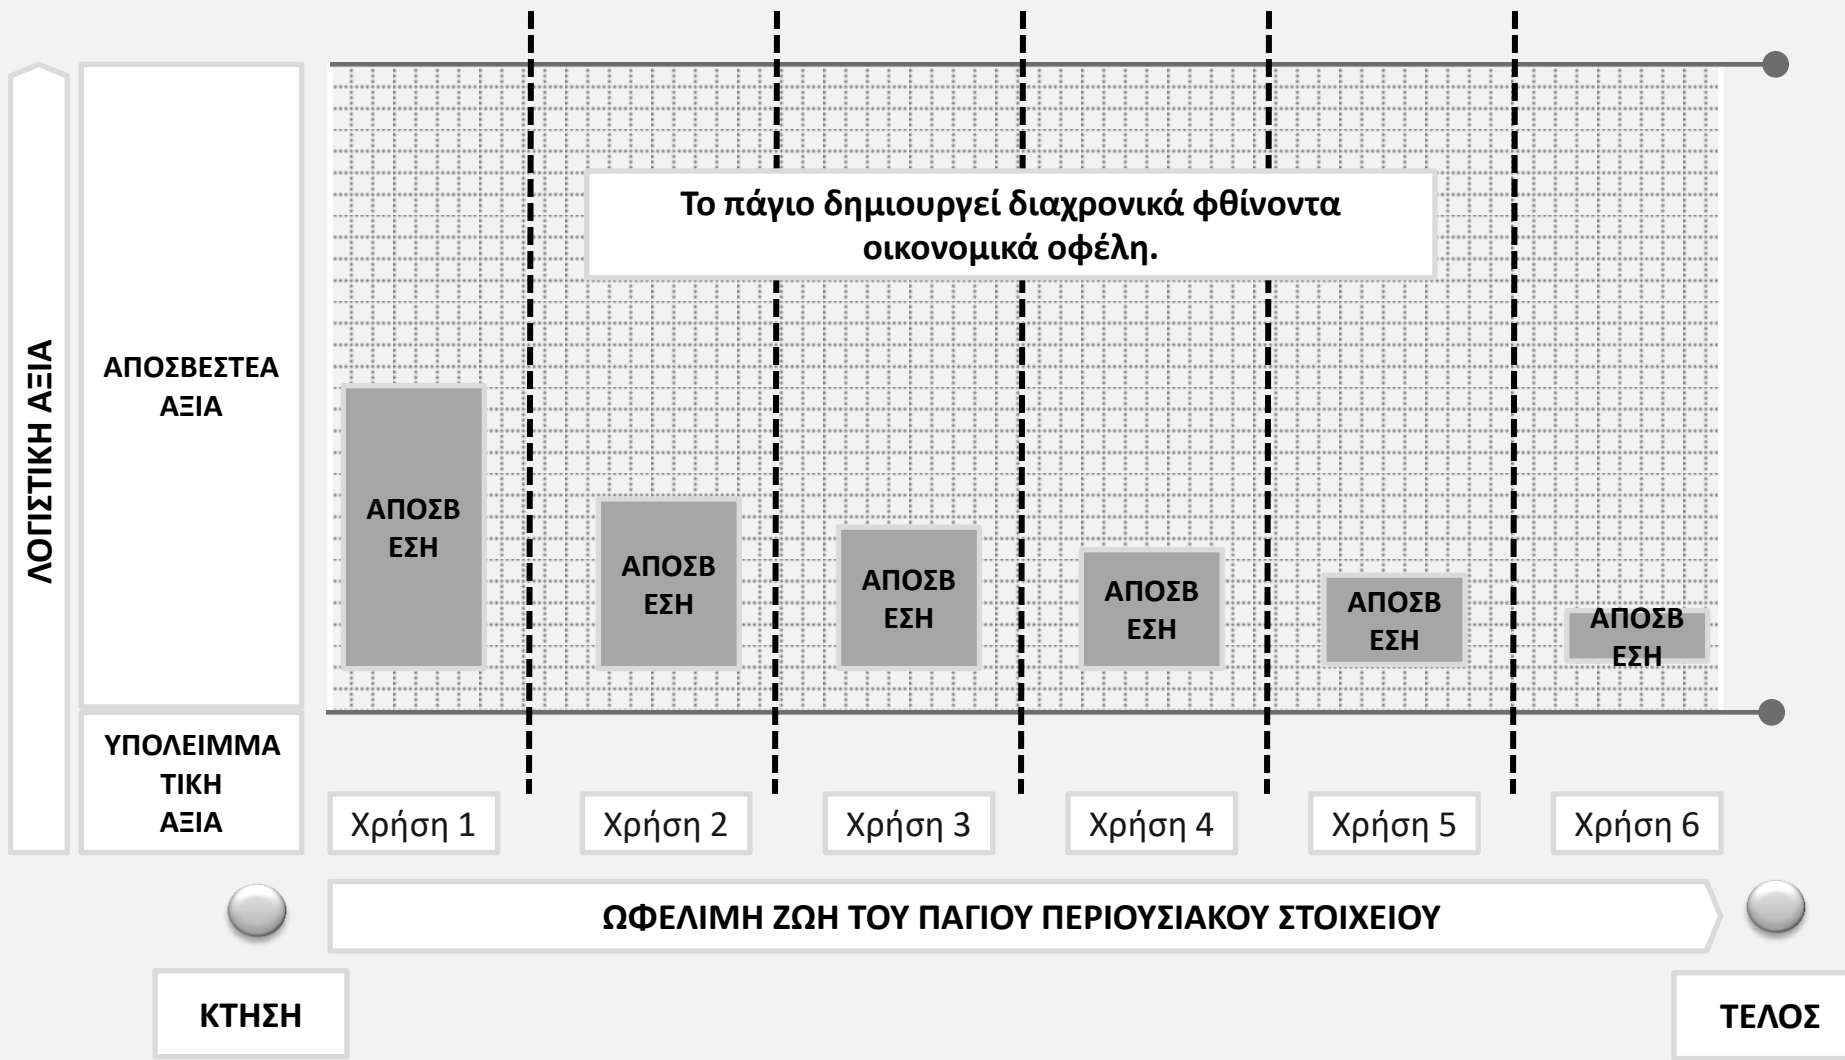 Το πάγιο δημιουργεί διαχρονικά φθίνοντα
οικονομικά οφέλη.
ΛΟΓΙΣΤΙΚΗ ΑΞΙΑ
ΑΠΟΣΒΕΣΤΕΑ
ΑΞΙΑ
ΑΠΟΣΒ
ΕΣΗ
ΑΠΟΣΒ
ΕΣΗ
ΑΠΟΣΒ
ΕΣΗ
ΑΠΟΣΒ
ΕΣΗ
ΑΠΟΣΒ
ΕΣΗ
ΑΠΟΣΒ
ΕΣΗ
ΥΠΟΛΕΙΜΜΑ
ΤΙΚΗ
ΑΞΙΑ
Χρήση 1
Χρήση 2
Χρήση 3
Χρήση 4
Χρήση 5
Χρήση 6
ΩΦΕΛΙΜΗ ΖΩΗ ΤΟΥ ΠΑΓΙΟΥ ΠΕΡΙΟΥΣΙΑΚΟΥ ΣΤΟΙΧΕΙΟΥ
ΚΤΗΣΗ
ΤΕΛΟΣ